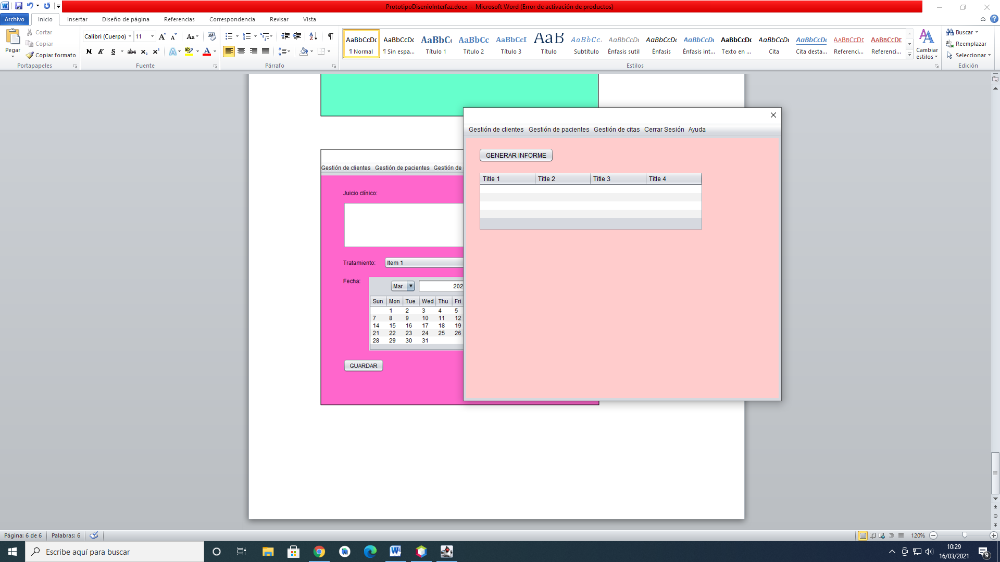 PrototipoDisenioInterfaz.docx - Microsoft Word (Error de activación de productos)
Archivo Inicio Insertar Diseño de página Referencias Correspondencia Revisar Vista
Pegar
Cortar
Copiar
Copiar formato
Portapapeles
Calibri (Cuerpo) 11
Fuente
Párrafo
AaBbCcDc AaBbCcDc AaBbC AaBbCc AaBbCcI AaB AaBbCc. AaBbCcDc AaBbCcDc AaBbCcDc AaBbCcDc AaBbCcDc AaBbCcDc AABBCCDC AABBCCDC
¶ Normal ¶ Sin espa... Título 1 Título 2 Título 3 Título Subtítulo Énfasis sutil Énfasis Énfasis int... Texto en ... Cita Cita desta... Referenci... Referenci...
Estilos
Cambiar estilos
Buscar
Reemplazar
Seleccionar
Edición
Gestión de clientes Gestión de pacientes Gestión de
Juicio clínico:
Tratamiento: Item 1
Fecha: Mar 202
Sun Mon Tue Wed Thu Fri
1 2 3 4 5
7 8 9 10 11 12
14 15 16 17 18 19
21 22 23 24 25 26
28 29 30 31
GUARDAR
Gestión de clientes Gestión de pacientes Gestión de citas Cerrar Sesión Ayuda
GENERAR INFORME
Title 1 Title 2 Title 3 Title 4
Página: 6 de 6 Palabras: 6 120%
Escribe aquí para buscar
10:29
16/03/2021
9